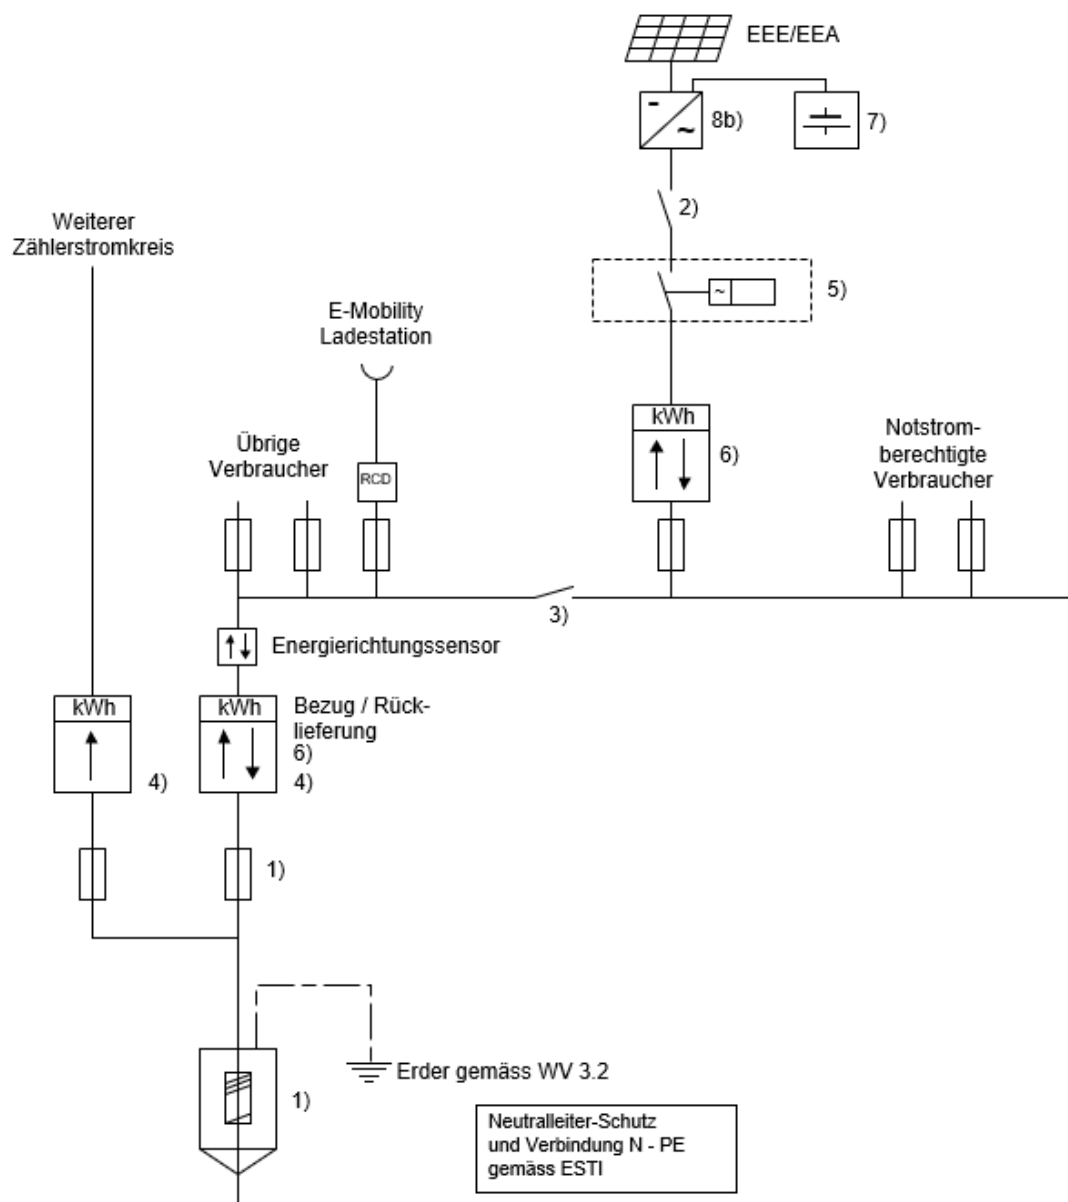 EEE/EEA
-
~
8b)
7)
2)
Weiterer
Zählerstromkreis
~
5)
E-Mobility
Ladestation
kWh
6)
Notstrom-
berechtigte
Verbraucher
Übrige
Verbraucher
RCD
3)
Energierichtungssensor
kWh
4)
kWh
Bezug / Rück-
lieferung
6)
4)
1)
Erder gemäss WV 3.2
1)
Neutralleiter-Schutz
und Verbindung N - PE
gemäss ESTI